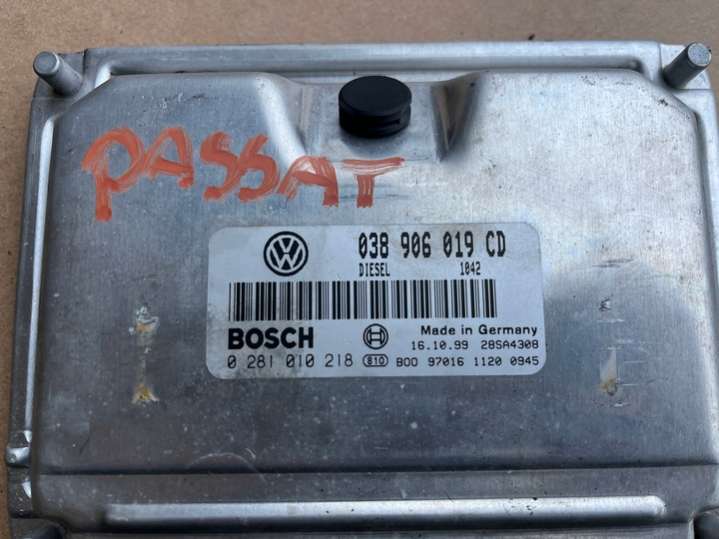 PASSAT
VW 038 906 019 CD
DIESEL 1042
BOSCH Made in Germany
16.10.99 28SA4308
0 281 010 218 810 B00 97016 1120 0945